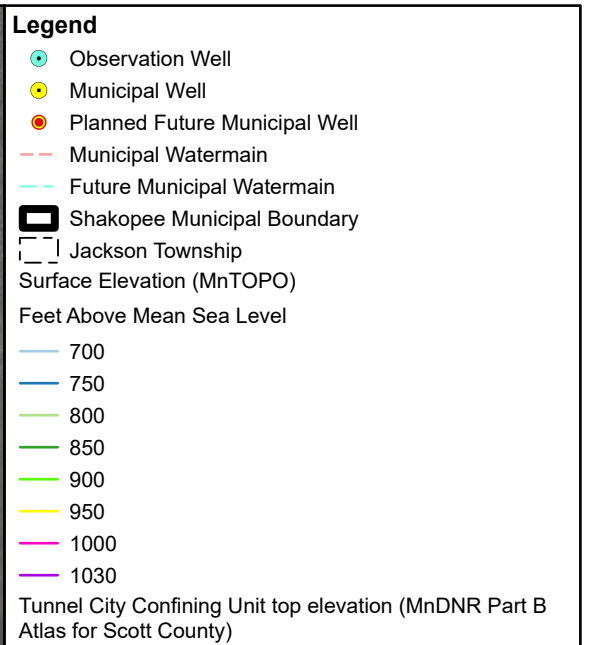 Legend
Observation Well
Municipal Well
Planned Future Municipal Well
Municipal Watermain
Future Municipal Watermain
Shakopee Municipal Boundary
Jackson Township
Surface Elevation (MnTOPO)
Feet Above Mean Sea Level
700
750
800
850
900
950
1000
1030
Tunnel City Confining Unit top elevation (MnDNR Part B
Atlas for Scott County)